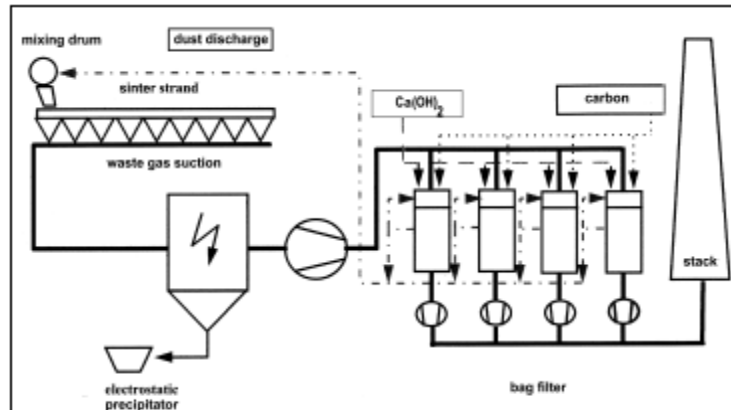 mixing drum
dust discharge
sinter strand
Ca(OH)2
carbon
waste gas suction
stack
electrostatic
precipitator
bag filter